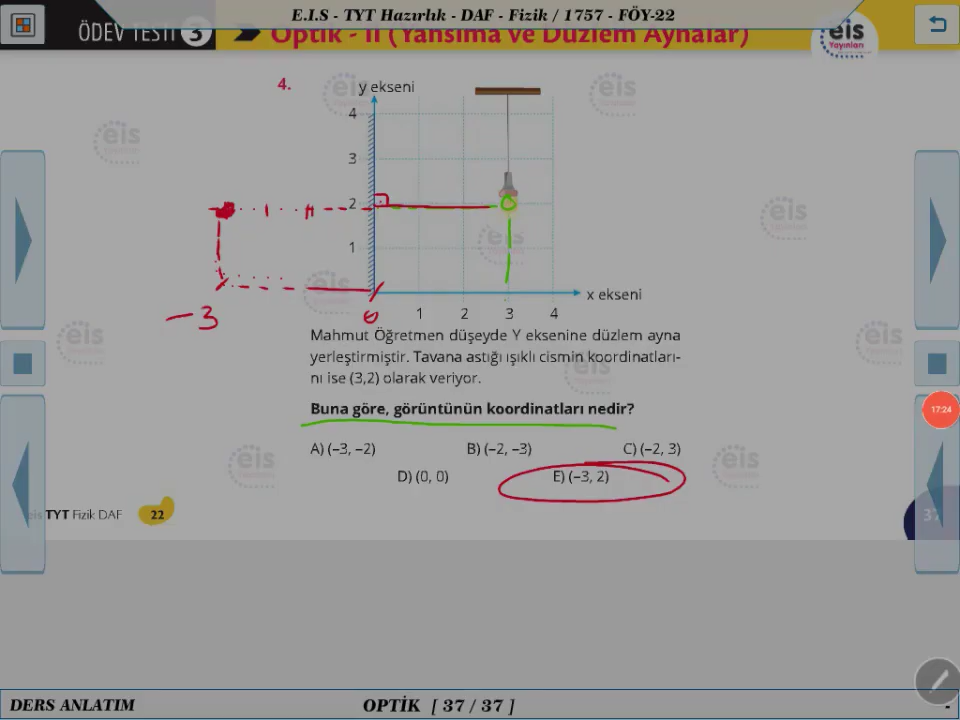 E.I.S - TYT Hazırlık - DAF - Fizik / 1757 - FÖY-22
ÖDEV TESTİ 3
Optik - II (Yansıma ve Düzlem Aynalar)
eis
Yayınları
4.
y ekseni
4
3
2
1
x ekseni
1 2 3 4
-3
0
Mahmut Öğretmen düşeyde Y eksenine düzlem ayna
yerleştirmiştir. Tavana astığı ışıklı cismin koordinatları-
nı ise (3,2) olarak veriyor.
Buna göre, görüntünün koordinatları nedir?
A) (–3, –2) B) (–2, –3) C) (–2, 3)
D) (0, 0) E) (–3, 2)
17:24
eis TYT Fizik DAF 22
37
DERS ANLATIM
OPTİK [ 37 / 37 ]
-